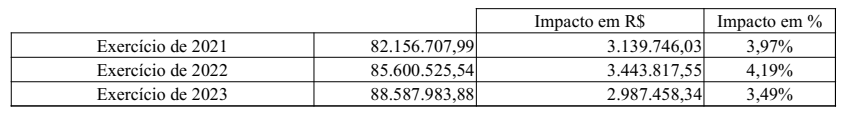 Impacto em R$ Impacto em %
Exercício de 2021 82.156.707,99 3.139.746,03 3,97%
Exercício de 2022 85.600.525,54 3.443.817,55 4,19%
Exercício de 2023 88.587.983,88 2.987.458,34 3,49%